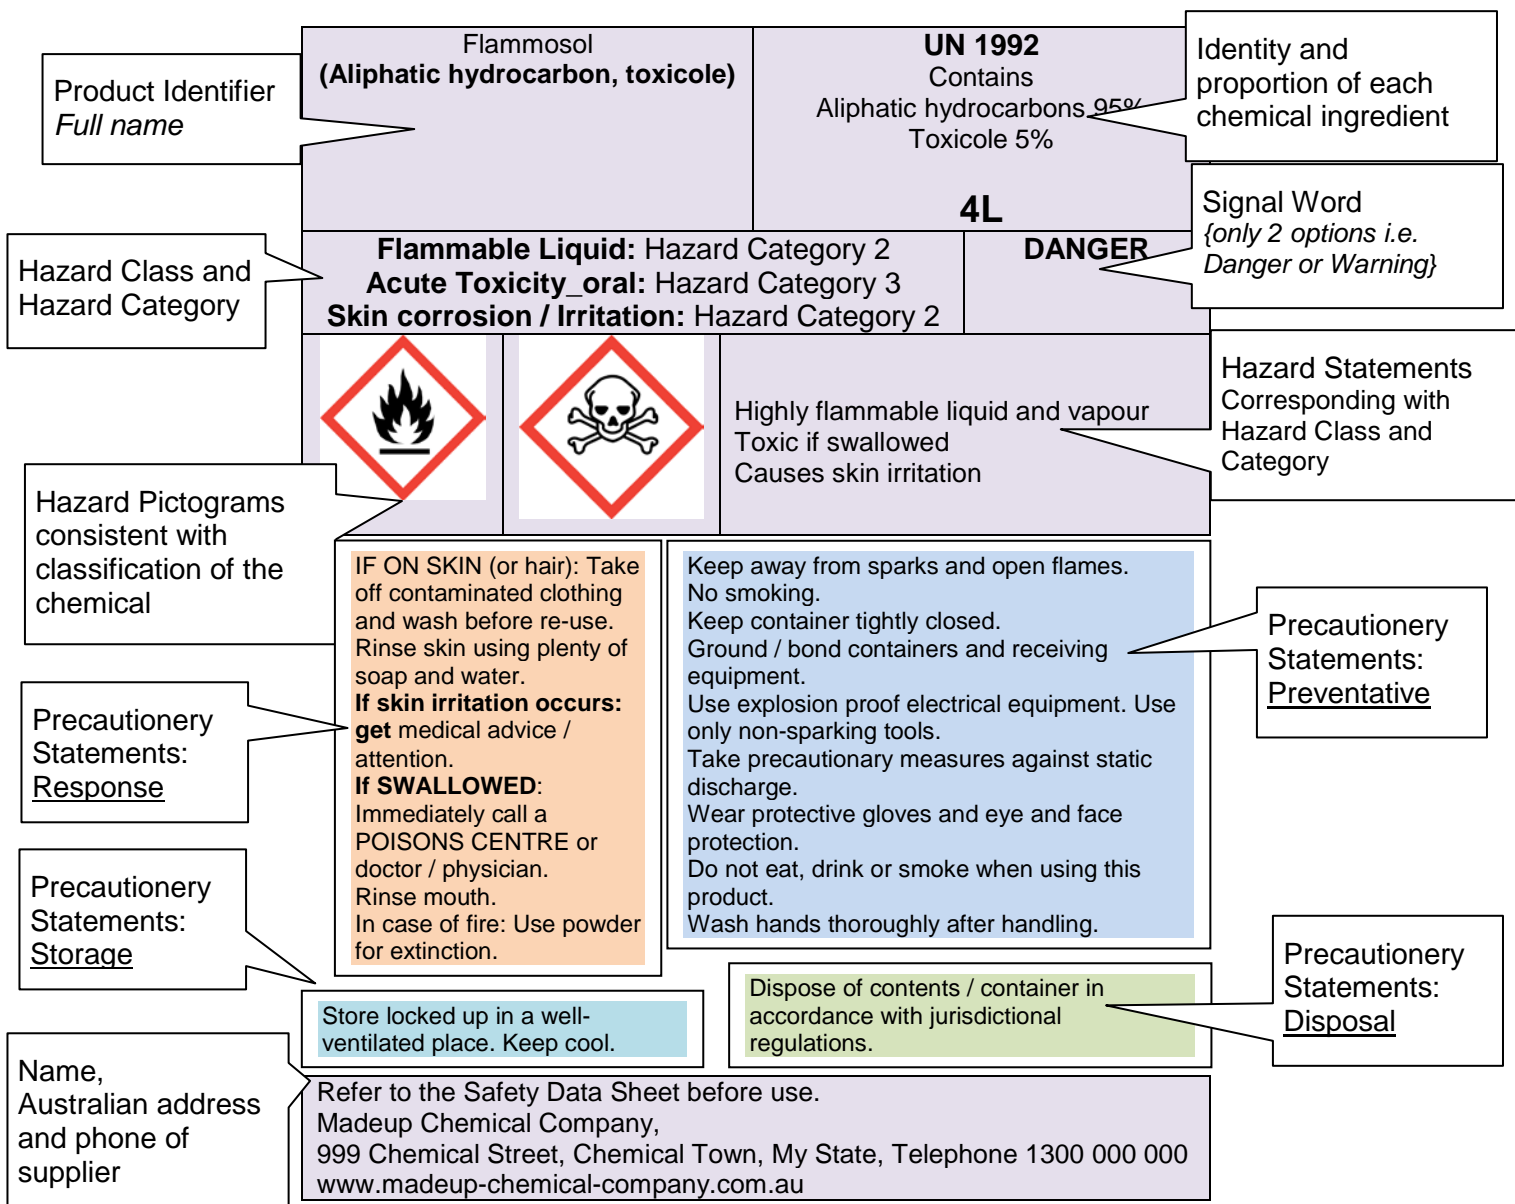 Product Identifier
Full name
Flammosol
(Aliphatic hydrocarbon, toxicole)
UN 1992
Contains
Aliphatic hydrocarbons 95%
Toxicole 5%
4L
Identity and
proportion of each
chemical ingredient
Hazard Class and
Hazard Category
Flammable Liquid: Hazard Category 2
Acute Toxicity_oral: Hazard Category 3
Skin corrosion / Irritation: Hazard Category 2
DANGER
Signal Word
{only 2 options i.e.
Danger or Warning}
Highly flammable liquid and vapour
Toxic if swallowed
Causes skin irritation
Hazard Statements
Corresponding with
Hazard Class and
Category
Hazard Pictograms
consistent with
classification of the
chemical
IF ON SKIN (or hair): Take
off contaminated clothing
and wash before re-use.
Rinse skin using plenty of
soap and water.
If skin irritation occurs:
get medical advice /
attention.
If SWALLOWED:
Immediately call a
POISONS CENTRE or
doctor / physician.
Rinse mouth.
In case of fire: Use powder
for extinction.
Keep away from sparks and open flames.
No smoking.
Keep container tightly closed.
Ground / bond containers and receiving
equipment.
Use explosion proof electrical equipment. Use
only non-sparking tools.
Take precautionary measures against static
discharge.
Wear protective gloves and eye and face
protection.
Do not eat, drink or smoke when using this
product.
Wash hands thoroughly after handling.
Precautionery
Statements:
Preventative
Precautionery
Statements:
Response
Precautionery
Statements:
Storage
Store locked up in a well-
ventilated place. Keep cool.
Dispose of contents / container in
accordance with jurisdictional
regulations.
Precautionery
Statements:
Disposal
Name,
Australian address
and phone of
supplier
Refer to the Safety Data Sheet before use.
Madeup Chemical Company,
999 Chemical Street, Chemical Town, My State, Telephone 1300 000 000
www.madeup-chemical-company.com.au